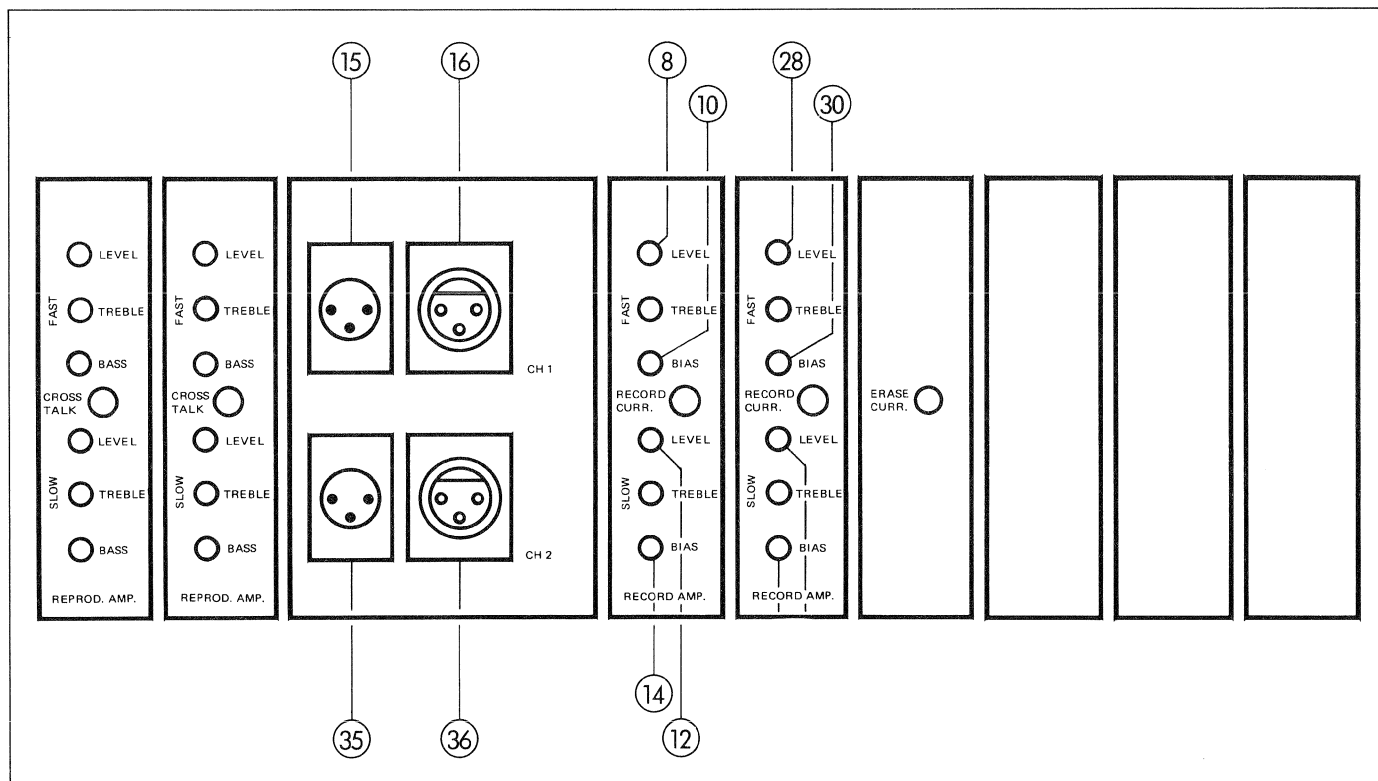 15 16 8 28
10 30
LEVEL
FAST
TREBLE
BASS
CROSS
TALK
LEVEL
SLOW
TREBLE
BASS
REPROD. AMP.
LEVEL
FAST
TREBLE
BASS
CROSS
TALK
LEVEL
SLOW
TREBLE
BASS
REPROD. AMP.
CH 1
CH 2
LEVEL
FAST
TREBLE
BIAS
RECORD
CURR.
LEVEL
SLOW
TREBLE
BIAS
RECORD AMP.
LEVEL
FAST
TREBLE
BIAS
RECORD
CURR.
LEVEL
SLOW
TREBLE
BIAS
RECORD AMP.
ERASE
CURR.
14
35 36 12